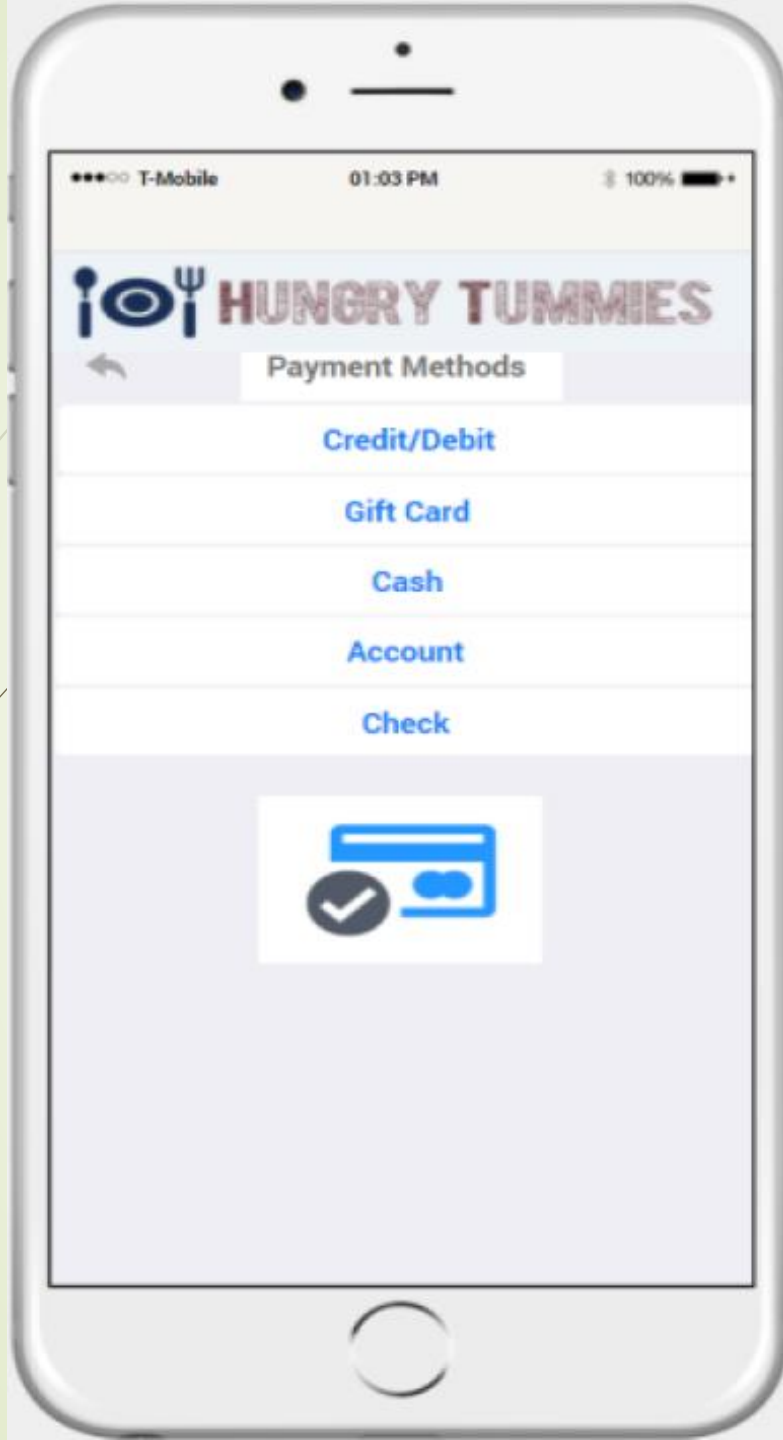 T-Mobile 01:03 PM 100%
HUNGRY TUMMIES
Payment Methods
Credit/Debit
Gift Card
Cash
Account
Check